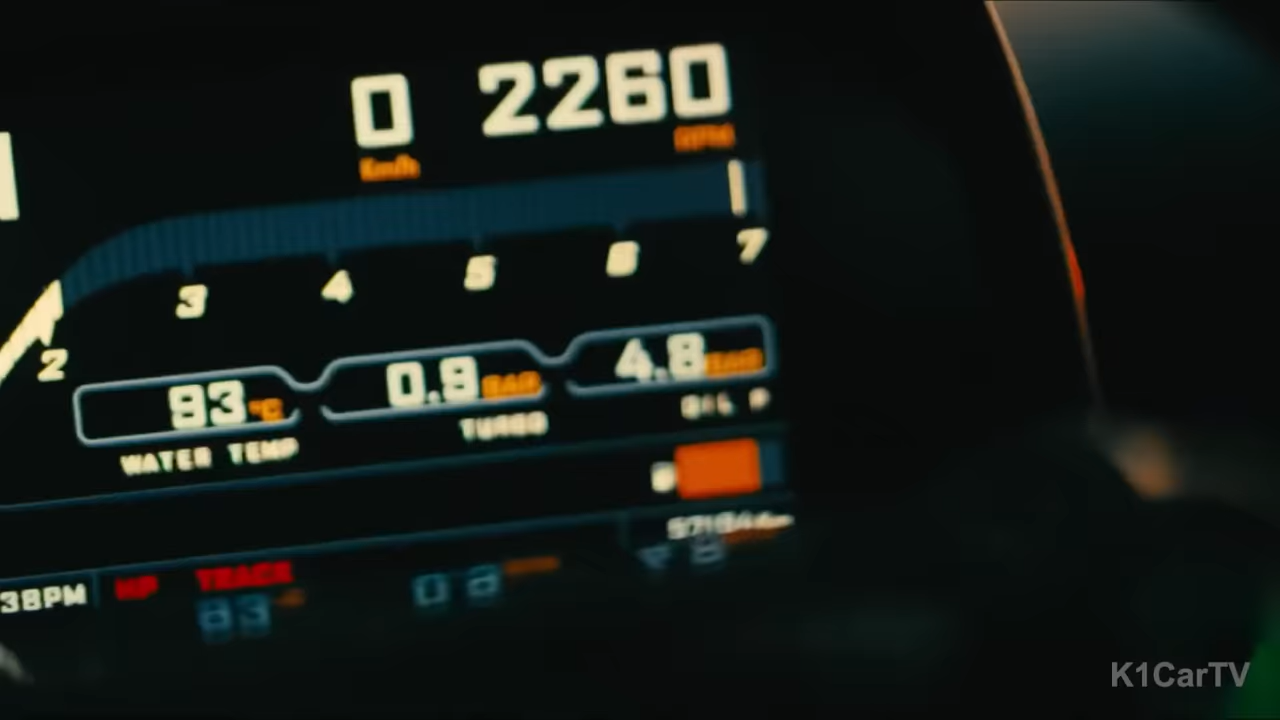 0 2260
Km/h RPM
2 3 4 5 6 7
93 °C 0.9 BAR 4.8 BAR
WATER TEMP TURBO OIL P
38PM HP TRACK
K1CarTV